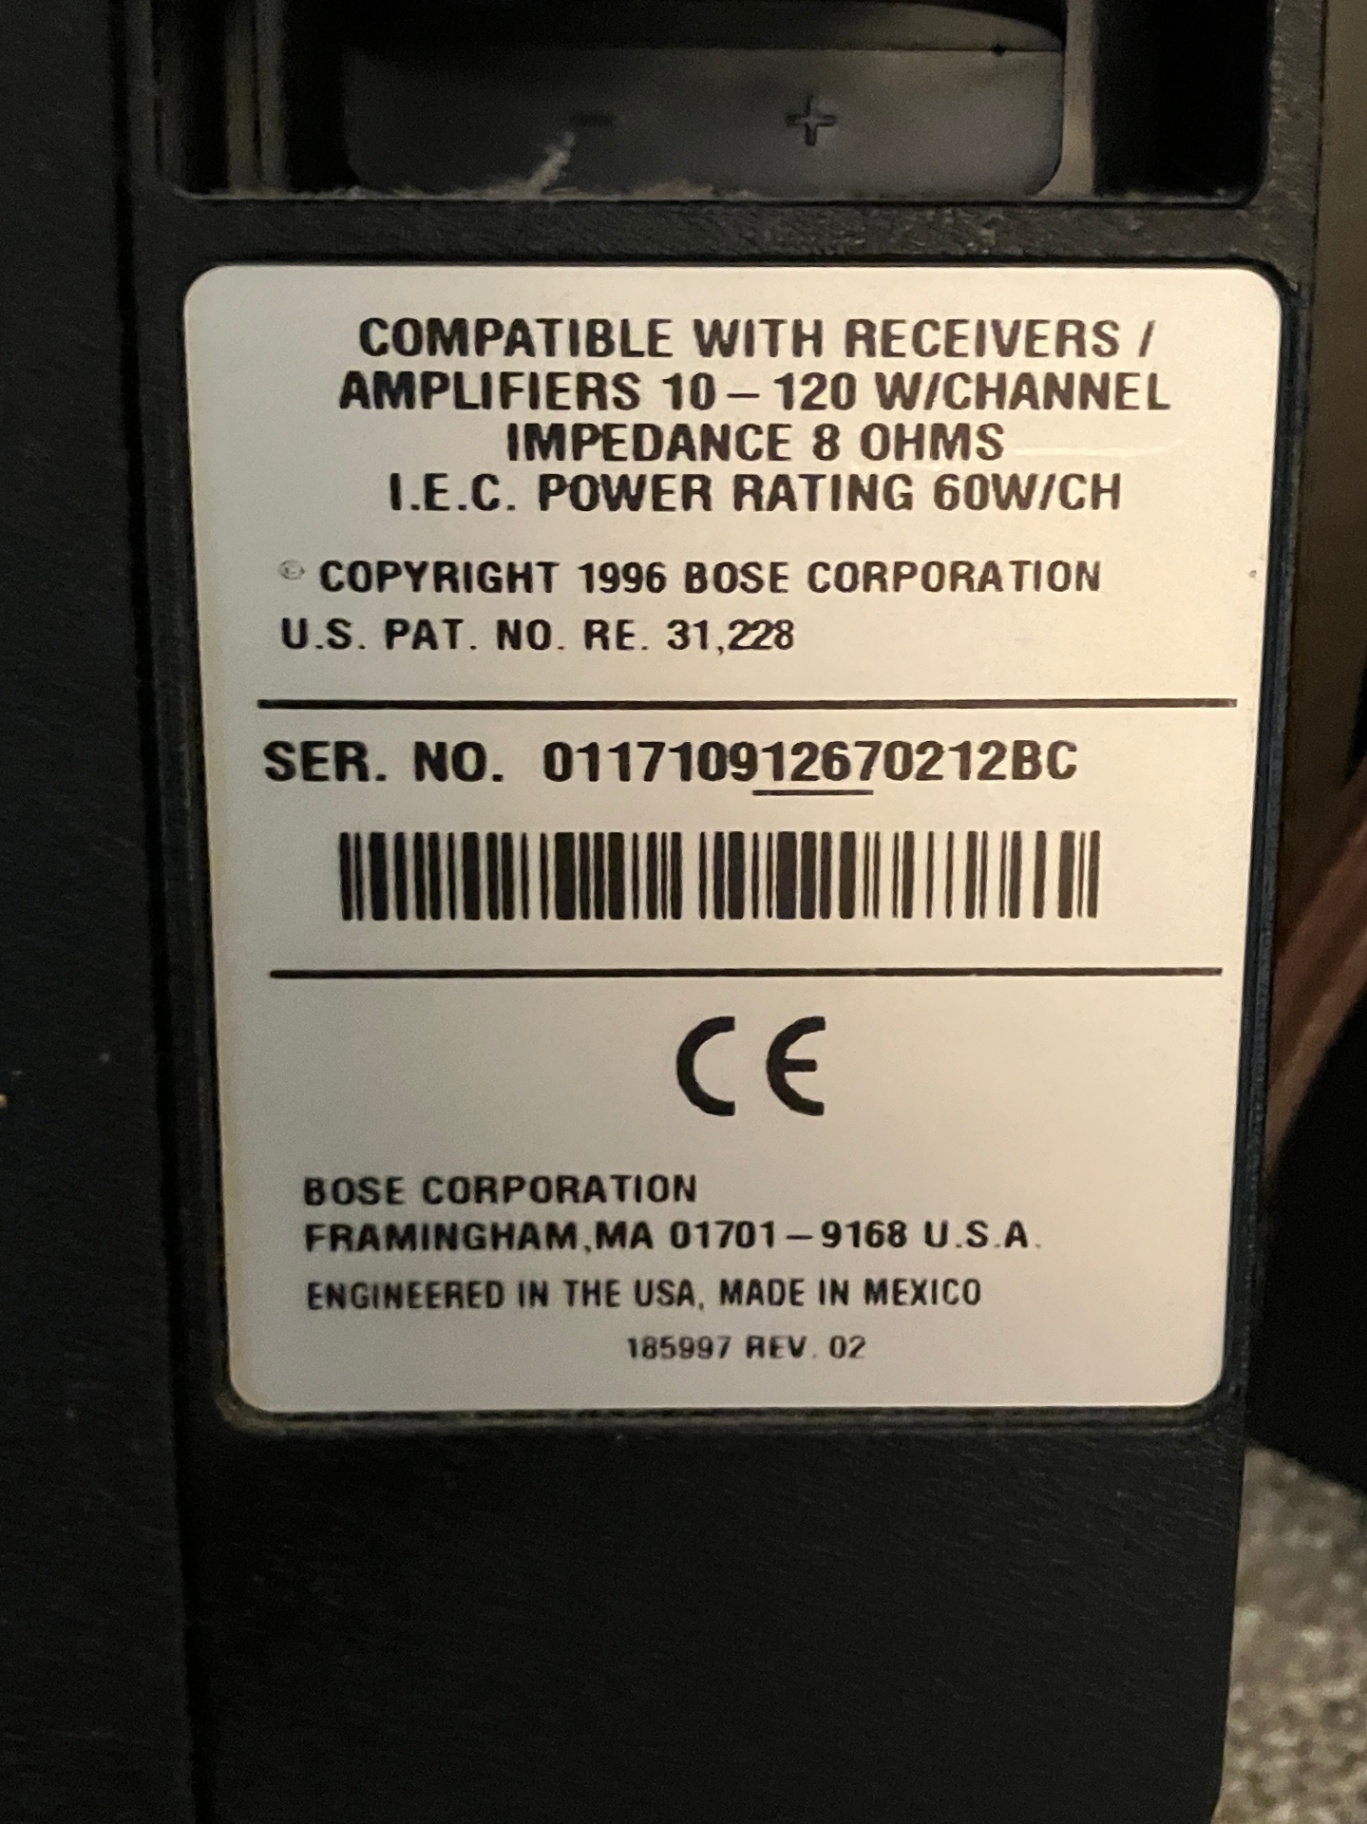 − +
COMPATIBLE WITH RECEIVERS /
AMPLIFIERS 10 – 120 W/CHANNEL
IMPEDANCE 8 OHMS
I.E.C. POWER RATING 60W/CH
© COPYRIGHT 1996 BOSE CORPORATION
U.S. PAT. NO. RE. 31,228
SER. NO. 011710912670212BC
CE
BOSE CORPORATION
FRAMINGHAM,MA 01701–9168 U.S.A.
ENGINEERED IN THE USA, MADE IN MEXICO
185997 REV. 02